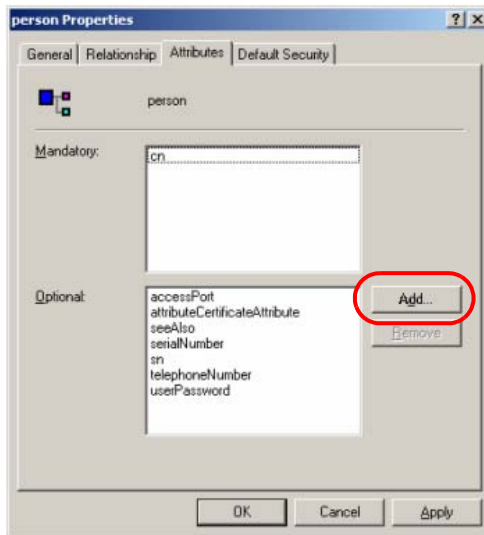 person Properties
General Relationship Attributes Default Security
person
Mandatory:
cn
Optional:
accessPort
attributeCertificateAttribute
seeAlso
serialNumber
sn
telephoneNumber
userPassword
Add...
Remove
OK Cancel Apply